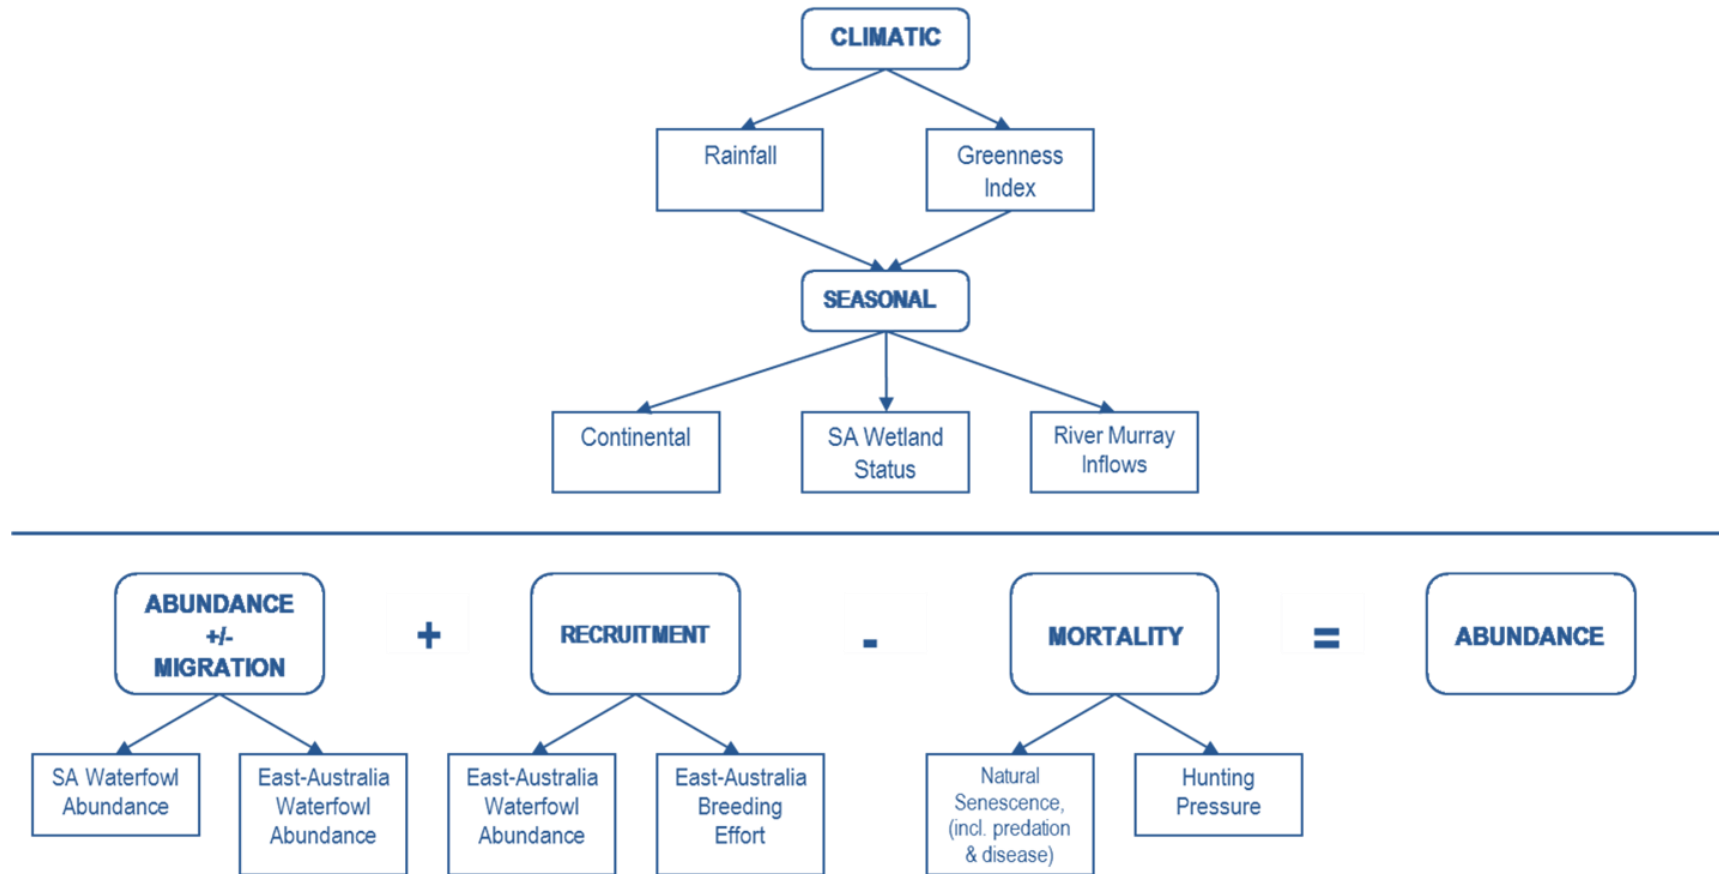 CLIMATIC
Rainfall
Greenness
Index
SEASONAL
Continental
SA Wetland
Status
River Murray
Inflows
ABUNDANCE
+/-
MIGRATION
+
RECRUITMENT
-
MORTALITY
=
ABUNDANCE
SA Waterfowl
Abundance
East-Australia
Waterfowl
Abundance
East-Australia
Waterfowl
Abundance
East-Australia
Breeding
Effort
Natural
Senescence,
(incl. predation
& disease)
Hunting
Pressure